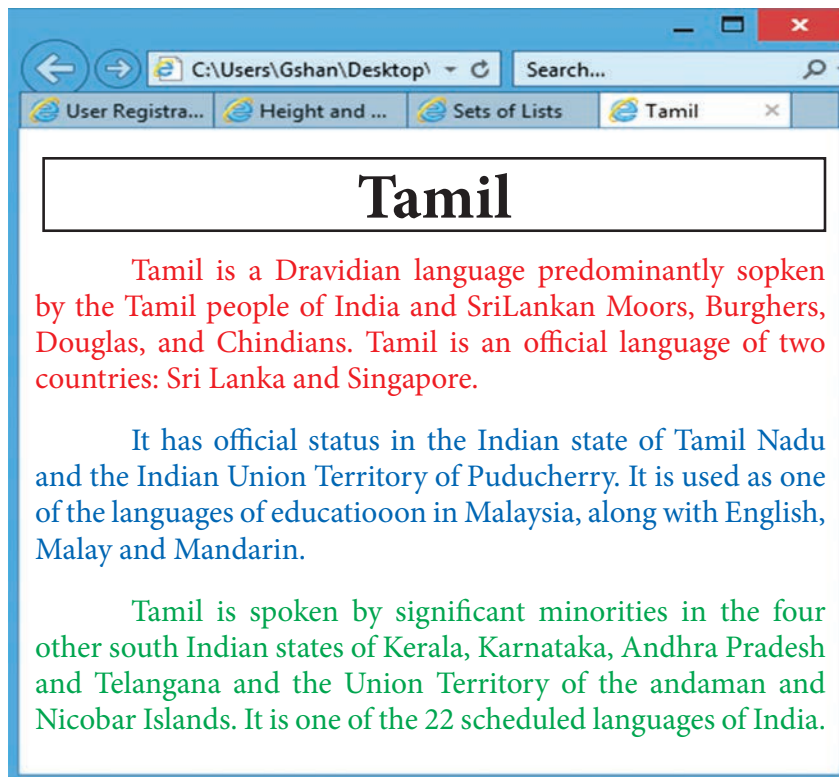 C:\Users\Gshan\Desktop\ Search...
User Registra... Height and ... Sets of Lists Tamil
Tamil
Tamil is a Dravidian language predominantly sopken
by the Tamil people of India and SriLankan Moors, Burghers,
Douglas, and Chindians. Tamil is an official language of two
countries: Sri Lanka and Singapore.
It has official status in the Indian state of Tamil Nadu
and the Indian Union Territory of Puducherry. It is used as one
of the languages of educatiooon in Malaysia, along with English,
Malay and Mandarin.
Tamil is spoken by significant minorities in the four
other south Indian states of Kerala, Karnataka, Andhra Pradesh
and Telangana and the Union Territory of the andaman and
Nicobar Islands. It is one of the 22 scheduled languages of India.